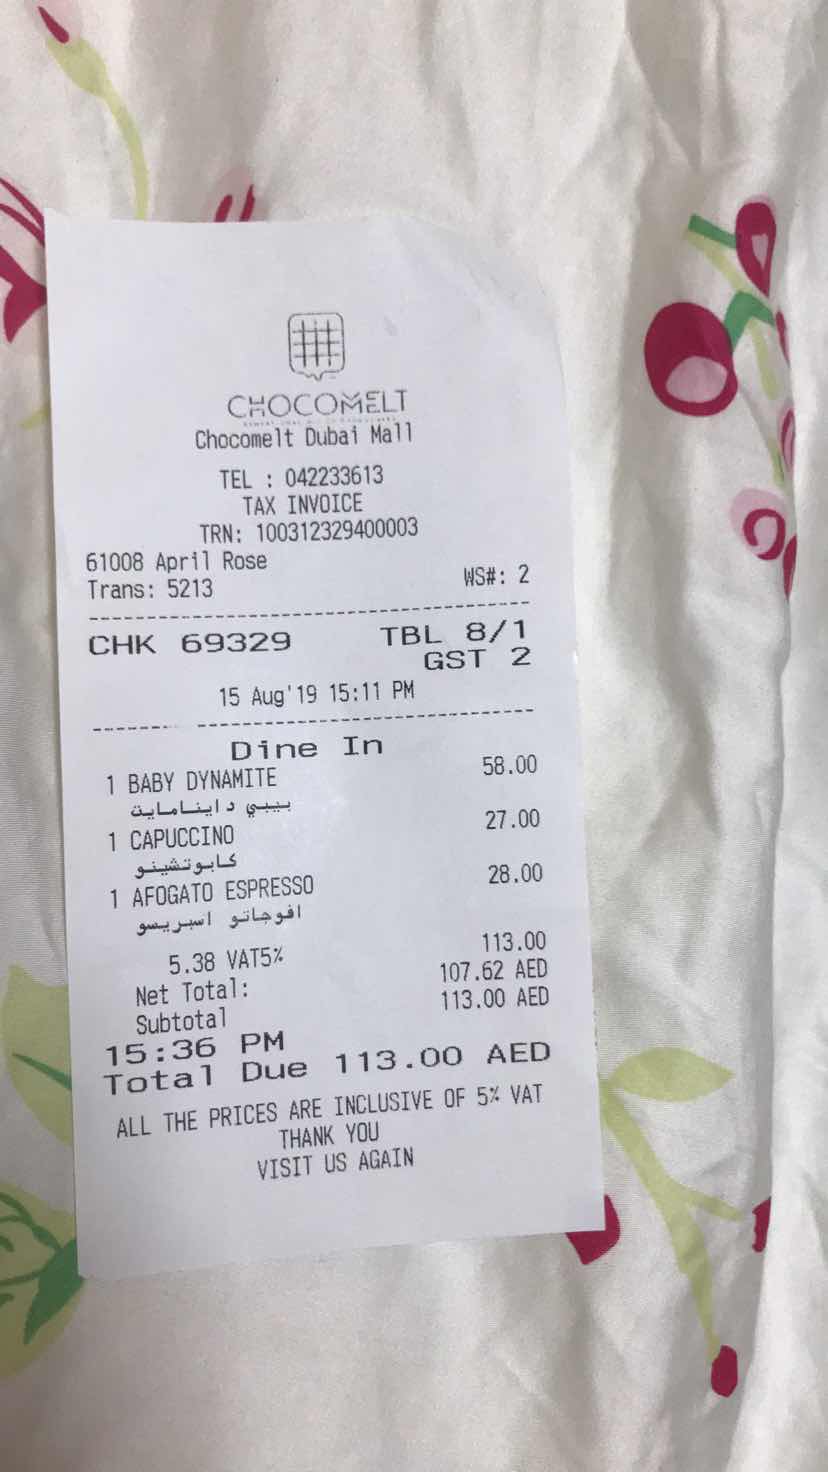 CHOCOMELT
Chocomelt Dubai Mall
TEL : 042233613
TAX INVOICE
TRN: 100312329400003
61008 April Rose
Trans: 5213 WS#: 2
CHK 69329 TBL 8/1
GST 2
15 Aug'19 15:11 PM
Dine In
1 BABY DYNAMITE 58.00
بيبي داينامايت
1 CAPUCCINO 27.00
كابوتشينو
1 AFOGATO ESPRESSO 28.00
افوجاتو اسبريسو
5.38 VAT5% 113.00
Net Total: 107.62 AED
Subtotal 113.00 AED
15:36 PM
Total Due 113.00 AED
ALL THE PRICES ARE INCLUSIVE OF 5% VAT
THANK YOU
VISIT US AGAIN